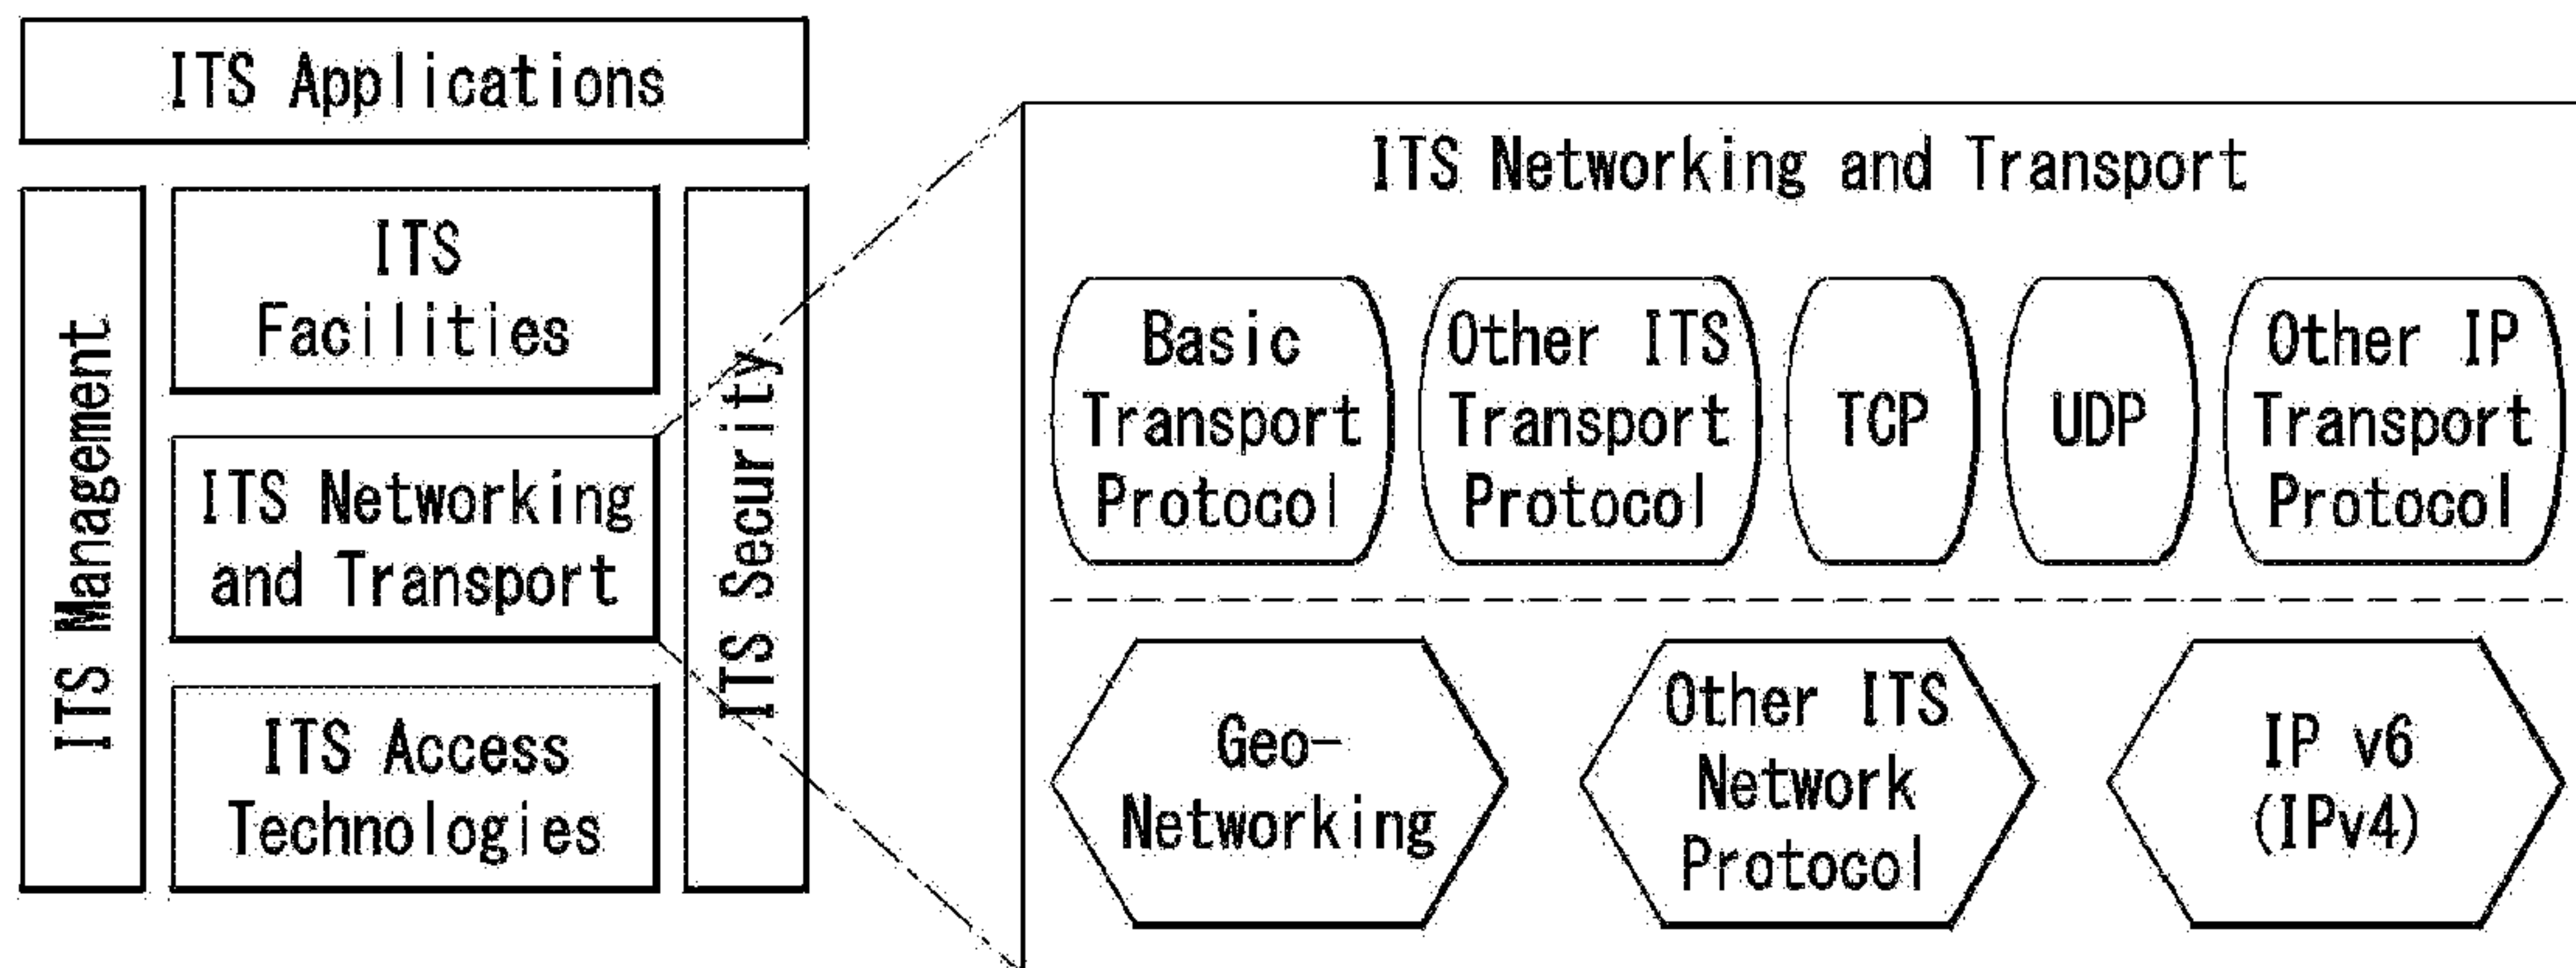 ITS Applications
ITS Management
ITS
Facilities
ITS Networking
and Transport
ITS Access
Technologies
ITS Security
ITS Networking and Transport
Basic
Transport
Protocol
Other ITS
Transport
Protocol
TCP
UDP
Other IP
Transport
Protocol
Geo-
Networking
Other ITS
Network
Protocol
IP v6
(IPv4)